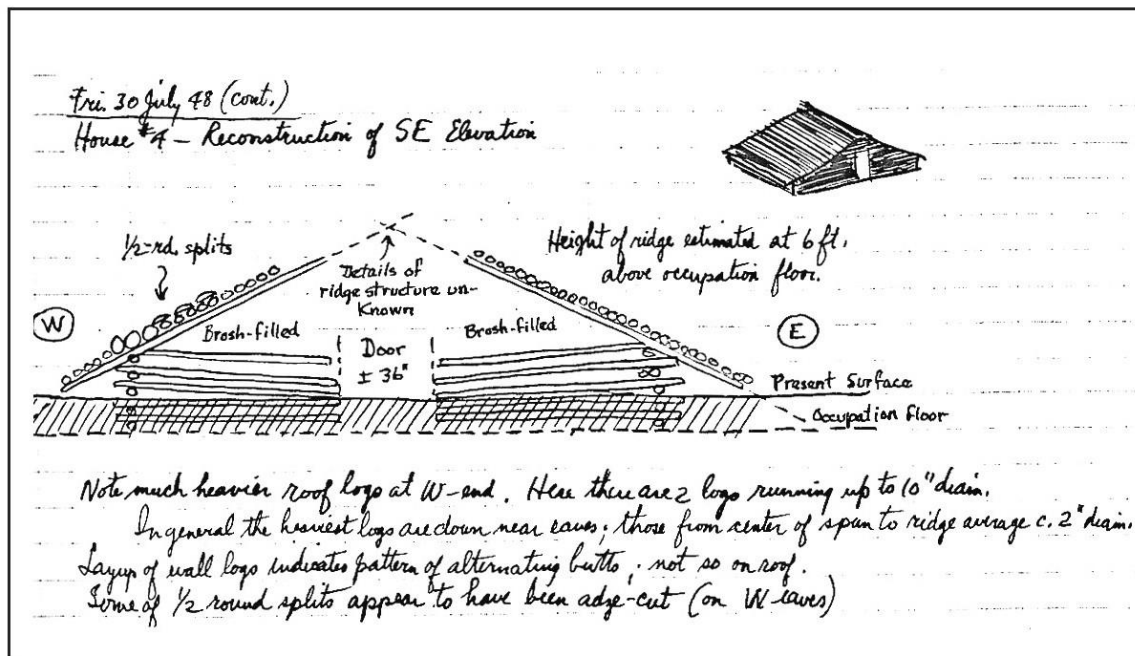 Fri. 30 July 48 (cont.)
House #4 – Reconstruction of SE Elevation
1/2-rd. splits
Details of
ridge structure un-
known
Height of ridge estimated at 6 ft.
above occupation floor.
W
Brush-filled
Door
± 36"
Brush-filled
E
Present Surface
Occupation Floor
Note much heavier roof logs at W-end. Here there are 2 logs running up to 10" diam.
In general the heaviest logs are down near eaves; those from center of span to ridge average c. 2" diam.
Layup of wall logs indicates pattern of alternating butts; not so on roof.
Some of 1/2 round splits appear to have been adze-cut (on W eaves)